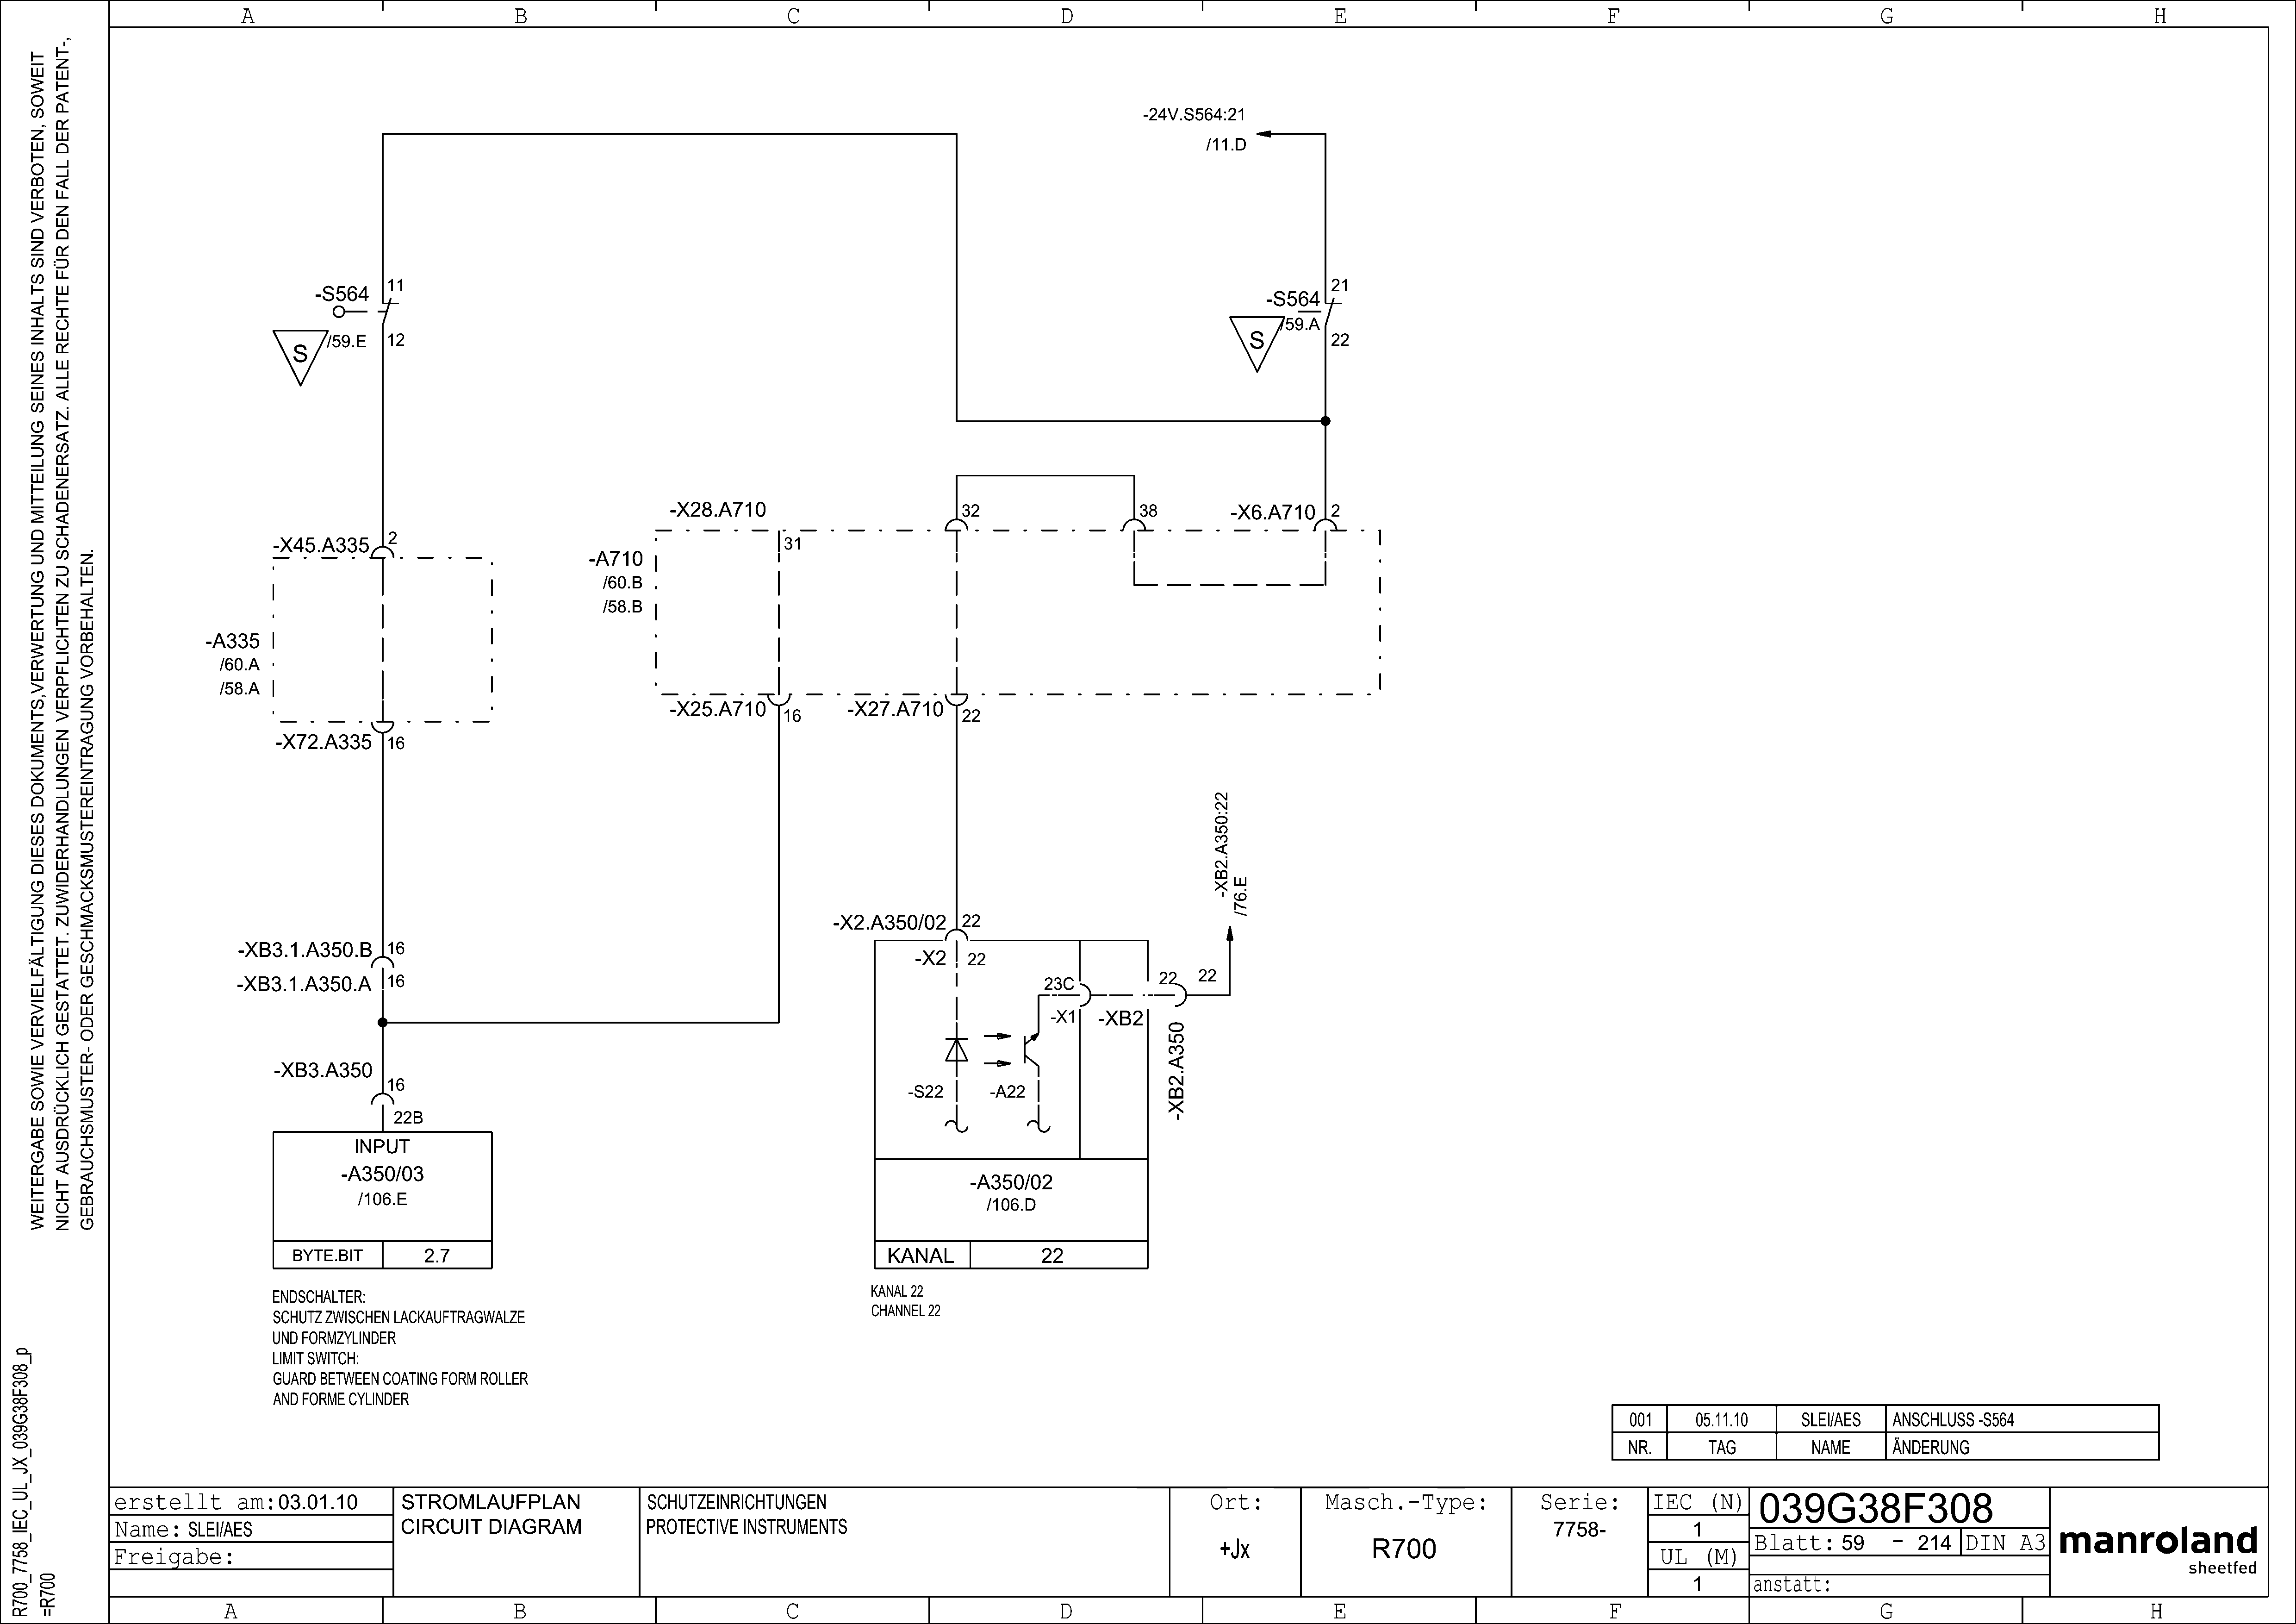 A B C D E F G H
WEITERGABE SOWIE VERVIELFÄLTIGUNG DIESES DOKUMENTS,VERWERTUNG UND MITTEILUNG SEINES INHALTS SIND VERBOTEN, SOWEIT
NICHT AUSDRÜCKLICH GESTATTET. ZUWIDERHANDLUNGEN VERPFLICHTEN ZU SCHADENERSATZ. ALLE RECHTE FÜR DEN FALL DER PATENT-,
GEBRAUCHSMUSTER- ODER GESCHMACKSMUSTEREINTRAGUNG VORBEHALTEN.
R700_7758_IEC_UL_JX_039G38F308_p
=R700
-24V.S564:21
/11.D
-S564
11
/59.E
12
S
-S564
21
/59.A
22
S
-X45.A335
2
-A335
/60.A
/58.A
-X72.A335
16
-X28.A710
31
32
38
-X6.A710
2
-A710
/60.B
/58.B
-X25.A710
16
-X27.A710
22
-XB2.A350:22
/76.E
-XB3.1.A350.B
16
-XB3.1.A350.A
16
-XB3.A350
16
22B
INPUT
-A350/03
/106.E
BYTE.BIT 2.7
-X2.A350/02
22
-X2
22
23C
-X1
-XB2
22
22
-XB2.A350
-S22
-A22
-A350/02
/106.D
KANAL 22
KANAL 22
CHANNEL 22
ENDSCHALTER:
SCHUTZ ZWISCHEN LACKAUFTRAGWALZE
UND FORMZYLINDER
LIMIT SWITCH:
GUARD BETWEEN COATING FORM ROLLER
AND FORME CYLINDER
001 05.11.10 SLEI/AES ANSCHLUSS -S564
NR. TAG NAME ÄNDERUNG
erstellt am: 03.01.10
Name: SLEI/AES
Freigabe:
STROMLAUFPLAN
CIRCUIT DIAGRAM
SCHUTZEINRICHTUNGEN
PROTECTIVE INSTRUMENTS
Ort:
+Jx
Masch.-Type:
R700
Serie:
7758-
IEC (N)
1
UL (M)
1
039G38F308
Blatt: 59 - 214 DIN A3
anstatt:
manroland
sheetfed
A B C D E F G H